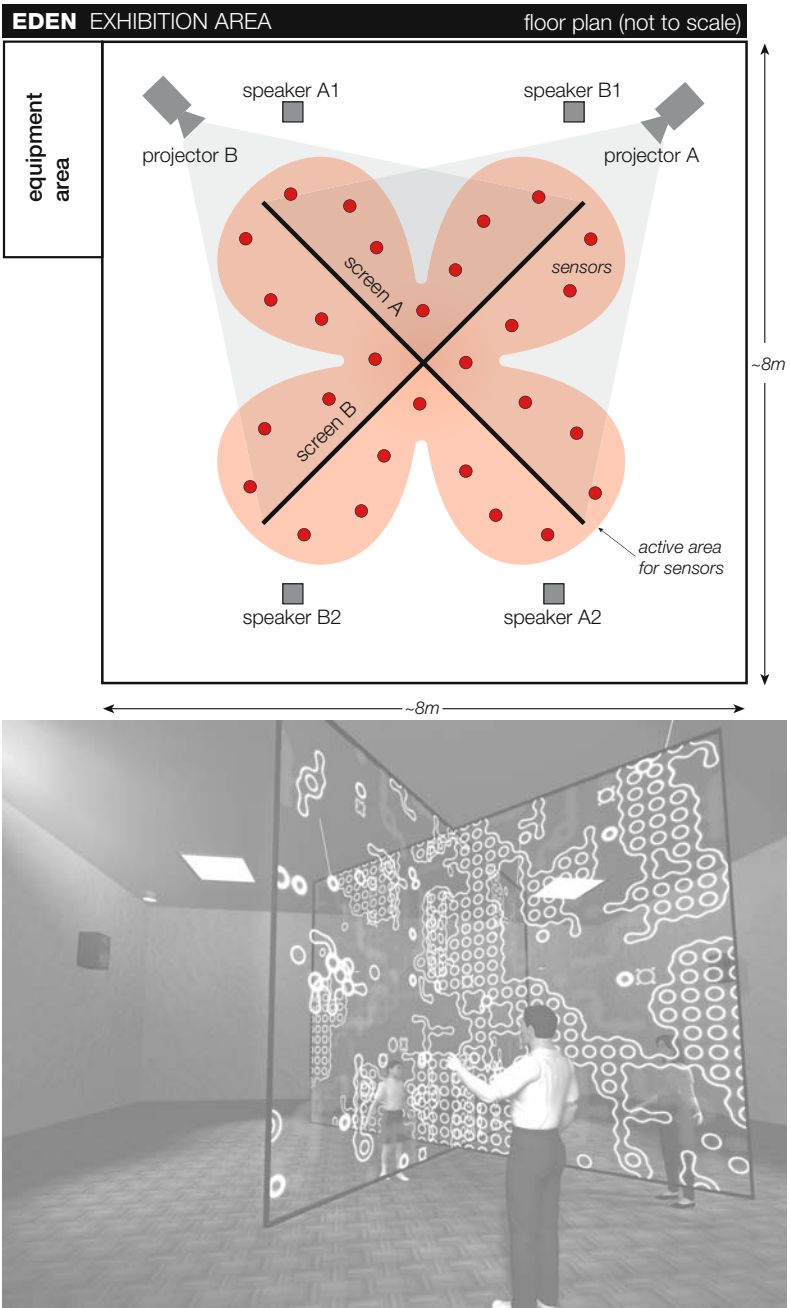 EDEN EXHIBITION AREA
floor plan (not to scale)
equipment
area
speaker A1
speaker B1
projector B
projector A
screen A
sensors
~8m
screen B
active area
for sensors
speaker B2
speaker A2
~8m